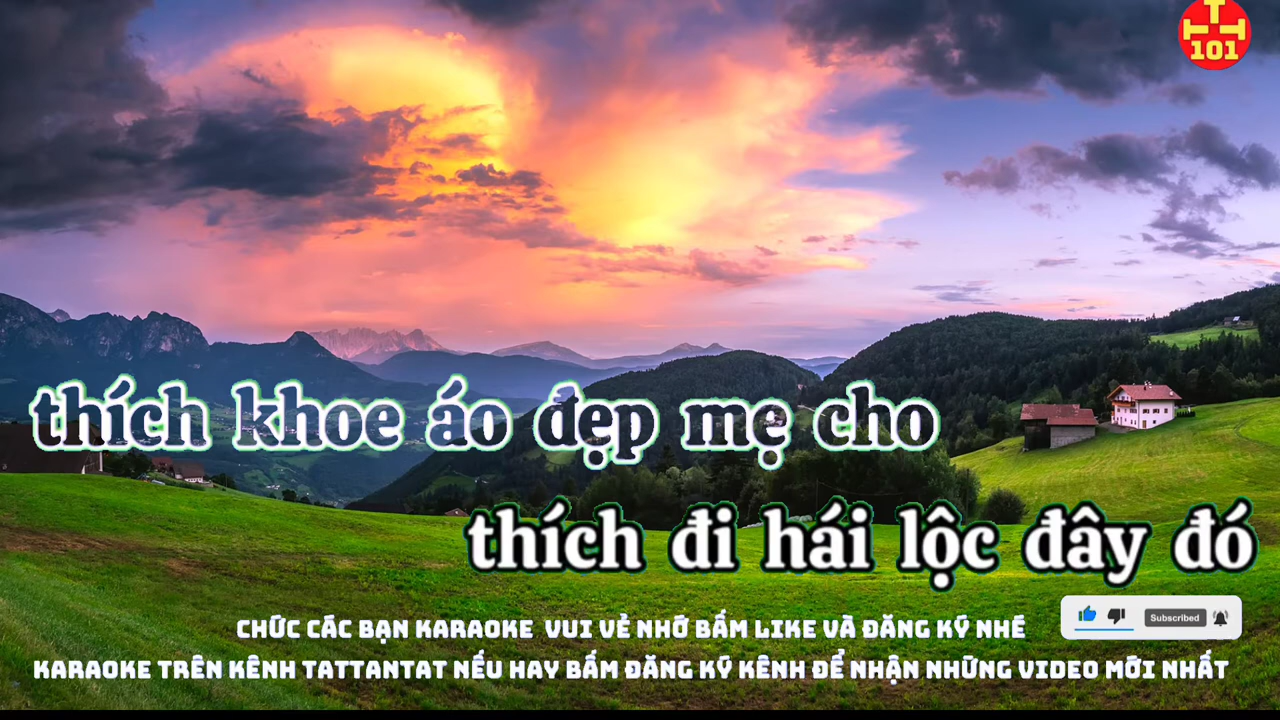 T
T T
101
thích khoe áo đẹp mẹ cho
thích đi hái lộc đây đó
CHÚC CÁC BẠN KARAOKE VUI VẺ NHỚ BẤM LIKE VÀ ĐĂNG KÝ NHÉ
Subscribed
KARAOKE TRÊN KÊNH TATTANTAT NẾU HAY BẤM ĐĂNG KÝ KÊNH ĐỂ NHẬN NHỮNG VIDEO MỚI NHẤT